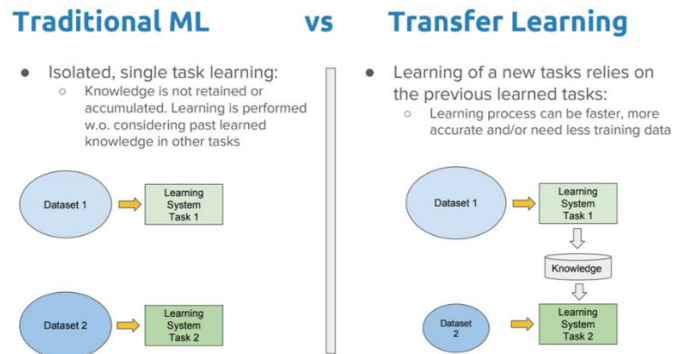 Traditional ML vs Transfer Learning
● Isolated, single task learning:
○ Knowledge is not retained or
accumulated. Learning is performed
w.o. considering past learned
knowledge in other tasks
Dataset 1
Learning
System
Task 1
Dataset 2
Learning
System
Task 2
● Learning of a new tasks relies on
the previous learned tasks:
○ Learning process can be faster, more
accurate and/or need less training data
Dataset 1
Learning
System
Task 1
Knowledge
Dataset
2
Learning
System
Task 2